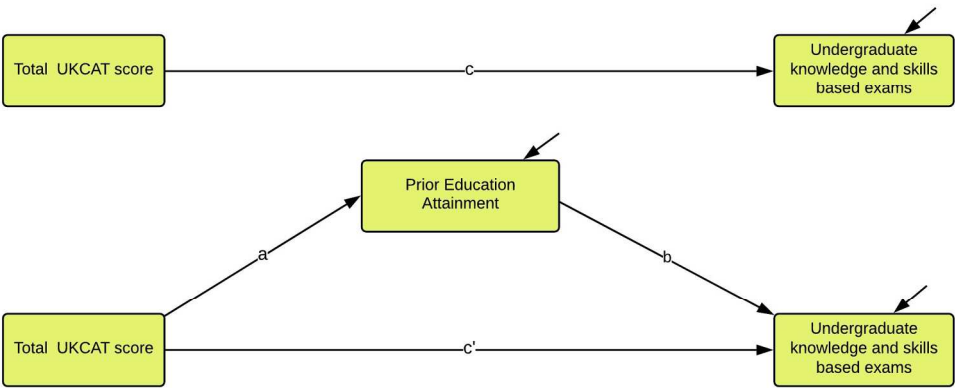 Total UKCAT score
c
Undergraduate
knowledge and skills
based exams
Prior Education
Attainment
a
b
Total UKCAT score
c'
Undergraduate
knowledge and skills
based exams